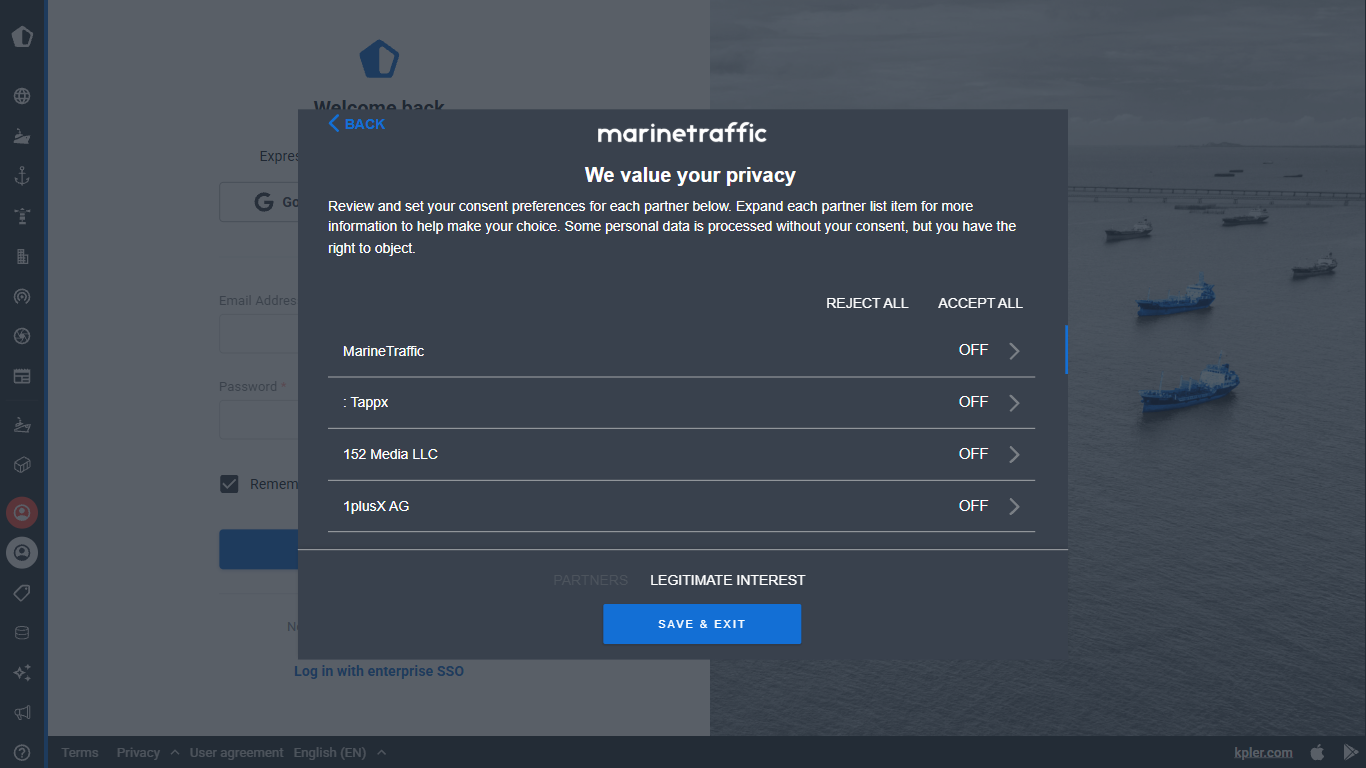 Welcome back
BACK
marinetraffic
We value your privacy
Review and set your consent preferences for each partner below. Expand each partner list item for more
information to help make your choice. Some personal data is processed without your consent, but you have the
right to object.
REJECT ALL ACCEPT ALL
MarineTraffic OFF
: Tappx OFF
152 Media LLC OFF
1plusX AG OFF
PARTNERS LEGITIMATE INTEREST
SAVE & EXIT
Email Addres
Password *
Log in with enterprise SSO
Terms Privacy User agreement English (EN) kpler.com